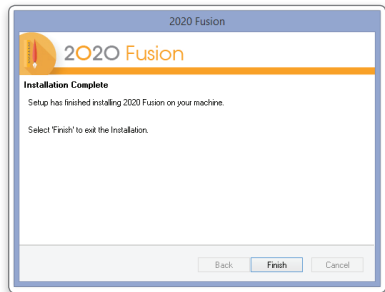 2020 Fusion
2020 Fusion
Installation Complete
Setup has finished installing 2020 Fusion on your machine.
Select 'Finish' to exit the Installation.
Back Finish Cancel